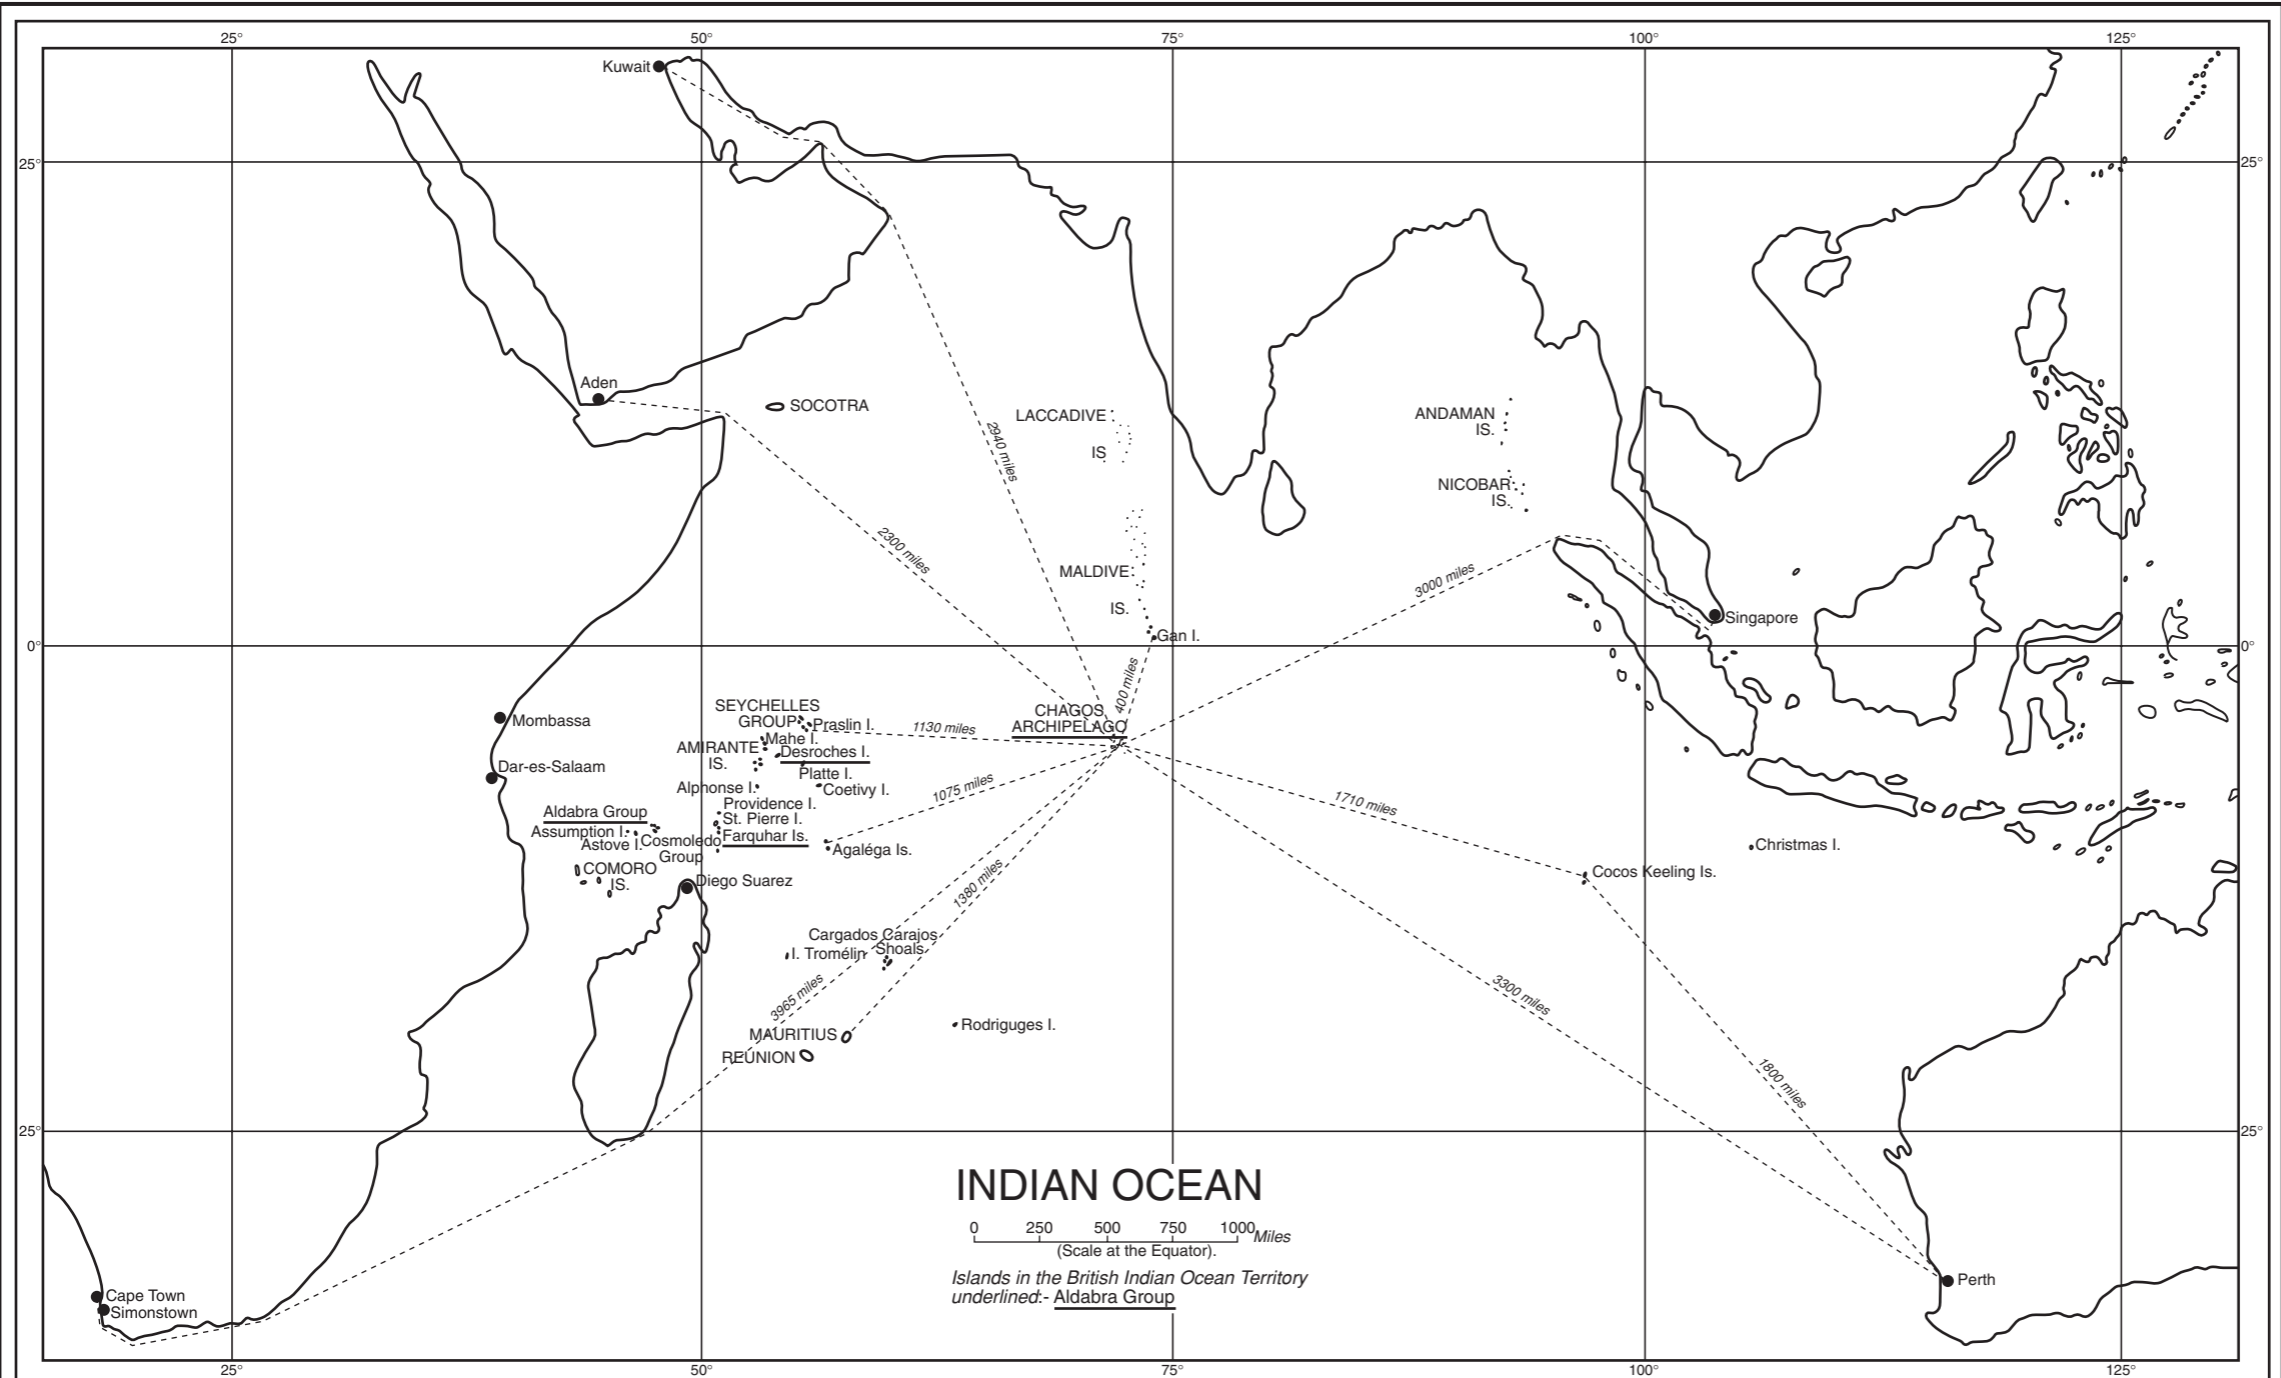 25° 50° 75° 100° 125°
Kuwait
25° 25°
Aden
SOCOTRA
LACCADIVE
IS
ANDAMAN
IS.
2940 miles
NICOBAR
IS.
2300 miles
MALDIVE
IS.
3000 miles
Singapore
Gan I.
0° 0°
400 miles
SEYCHELLES
GROUP
Praslin I.
1130 miles
CHAGOS
ARCHIPELAGO
Mombassa
Mahe I.
AMIRANTE
IS.
Desroches I.
Dar-es-Salaam
Platte I.
Alphonse I.
Coetivy I.
1075 miles
1710 miles
Providence I.
Aldabra Group
St. Pierre I.
Assumption I.
Farquhar Is.
Astove I.
Cosmoledo
Group
Agaléga Is.
Christmas I.
COMORO
IS.
Cocos Keeling Is.
Diego Suarez
1380 miles
Cargados Carajos
Shoals
I. Tromélin
3965 miles
3300 miles
Rodriguges I.
MAURITIUS
REUNION
1800 miles
25° 25°
INDIAN OCEAN
0 250 500 750 1000 Miles
(Scale at the Equator).
Islands in the British Indian Ocean Territory
underlined:- Aldabra Group
Perth
Cape Town
Simonstown
25° 50° 75° 100° 125°